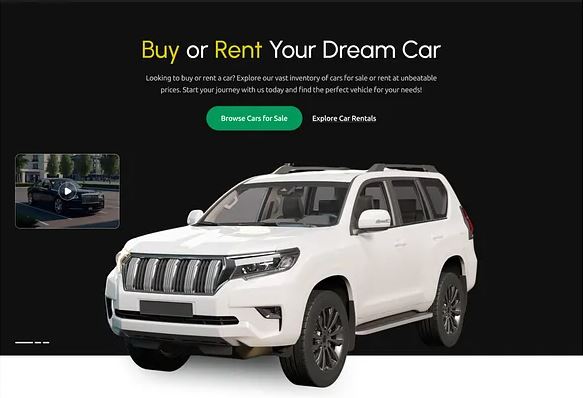 Buy or Rent Your Dream Car
Looking to buy or rent a car? Explore our vast inventory of cars for sale or rent at unbeatable
prices. Start your journey with us today and find the perfect vehicle for your needs!
Browse Cars for Sale
Explore Car Rentals